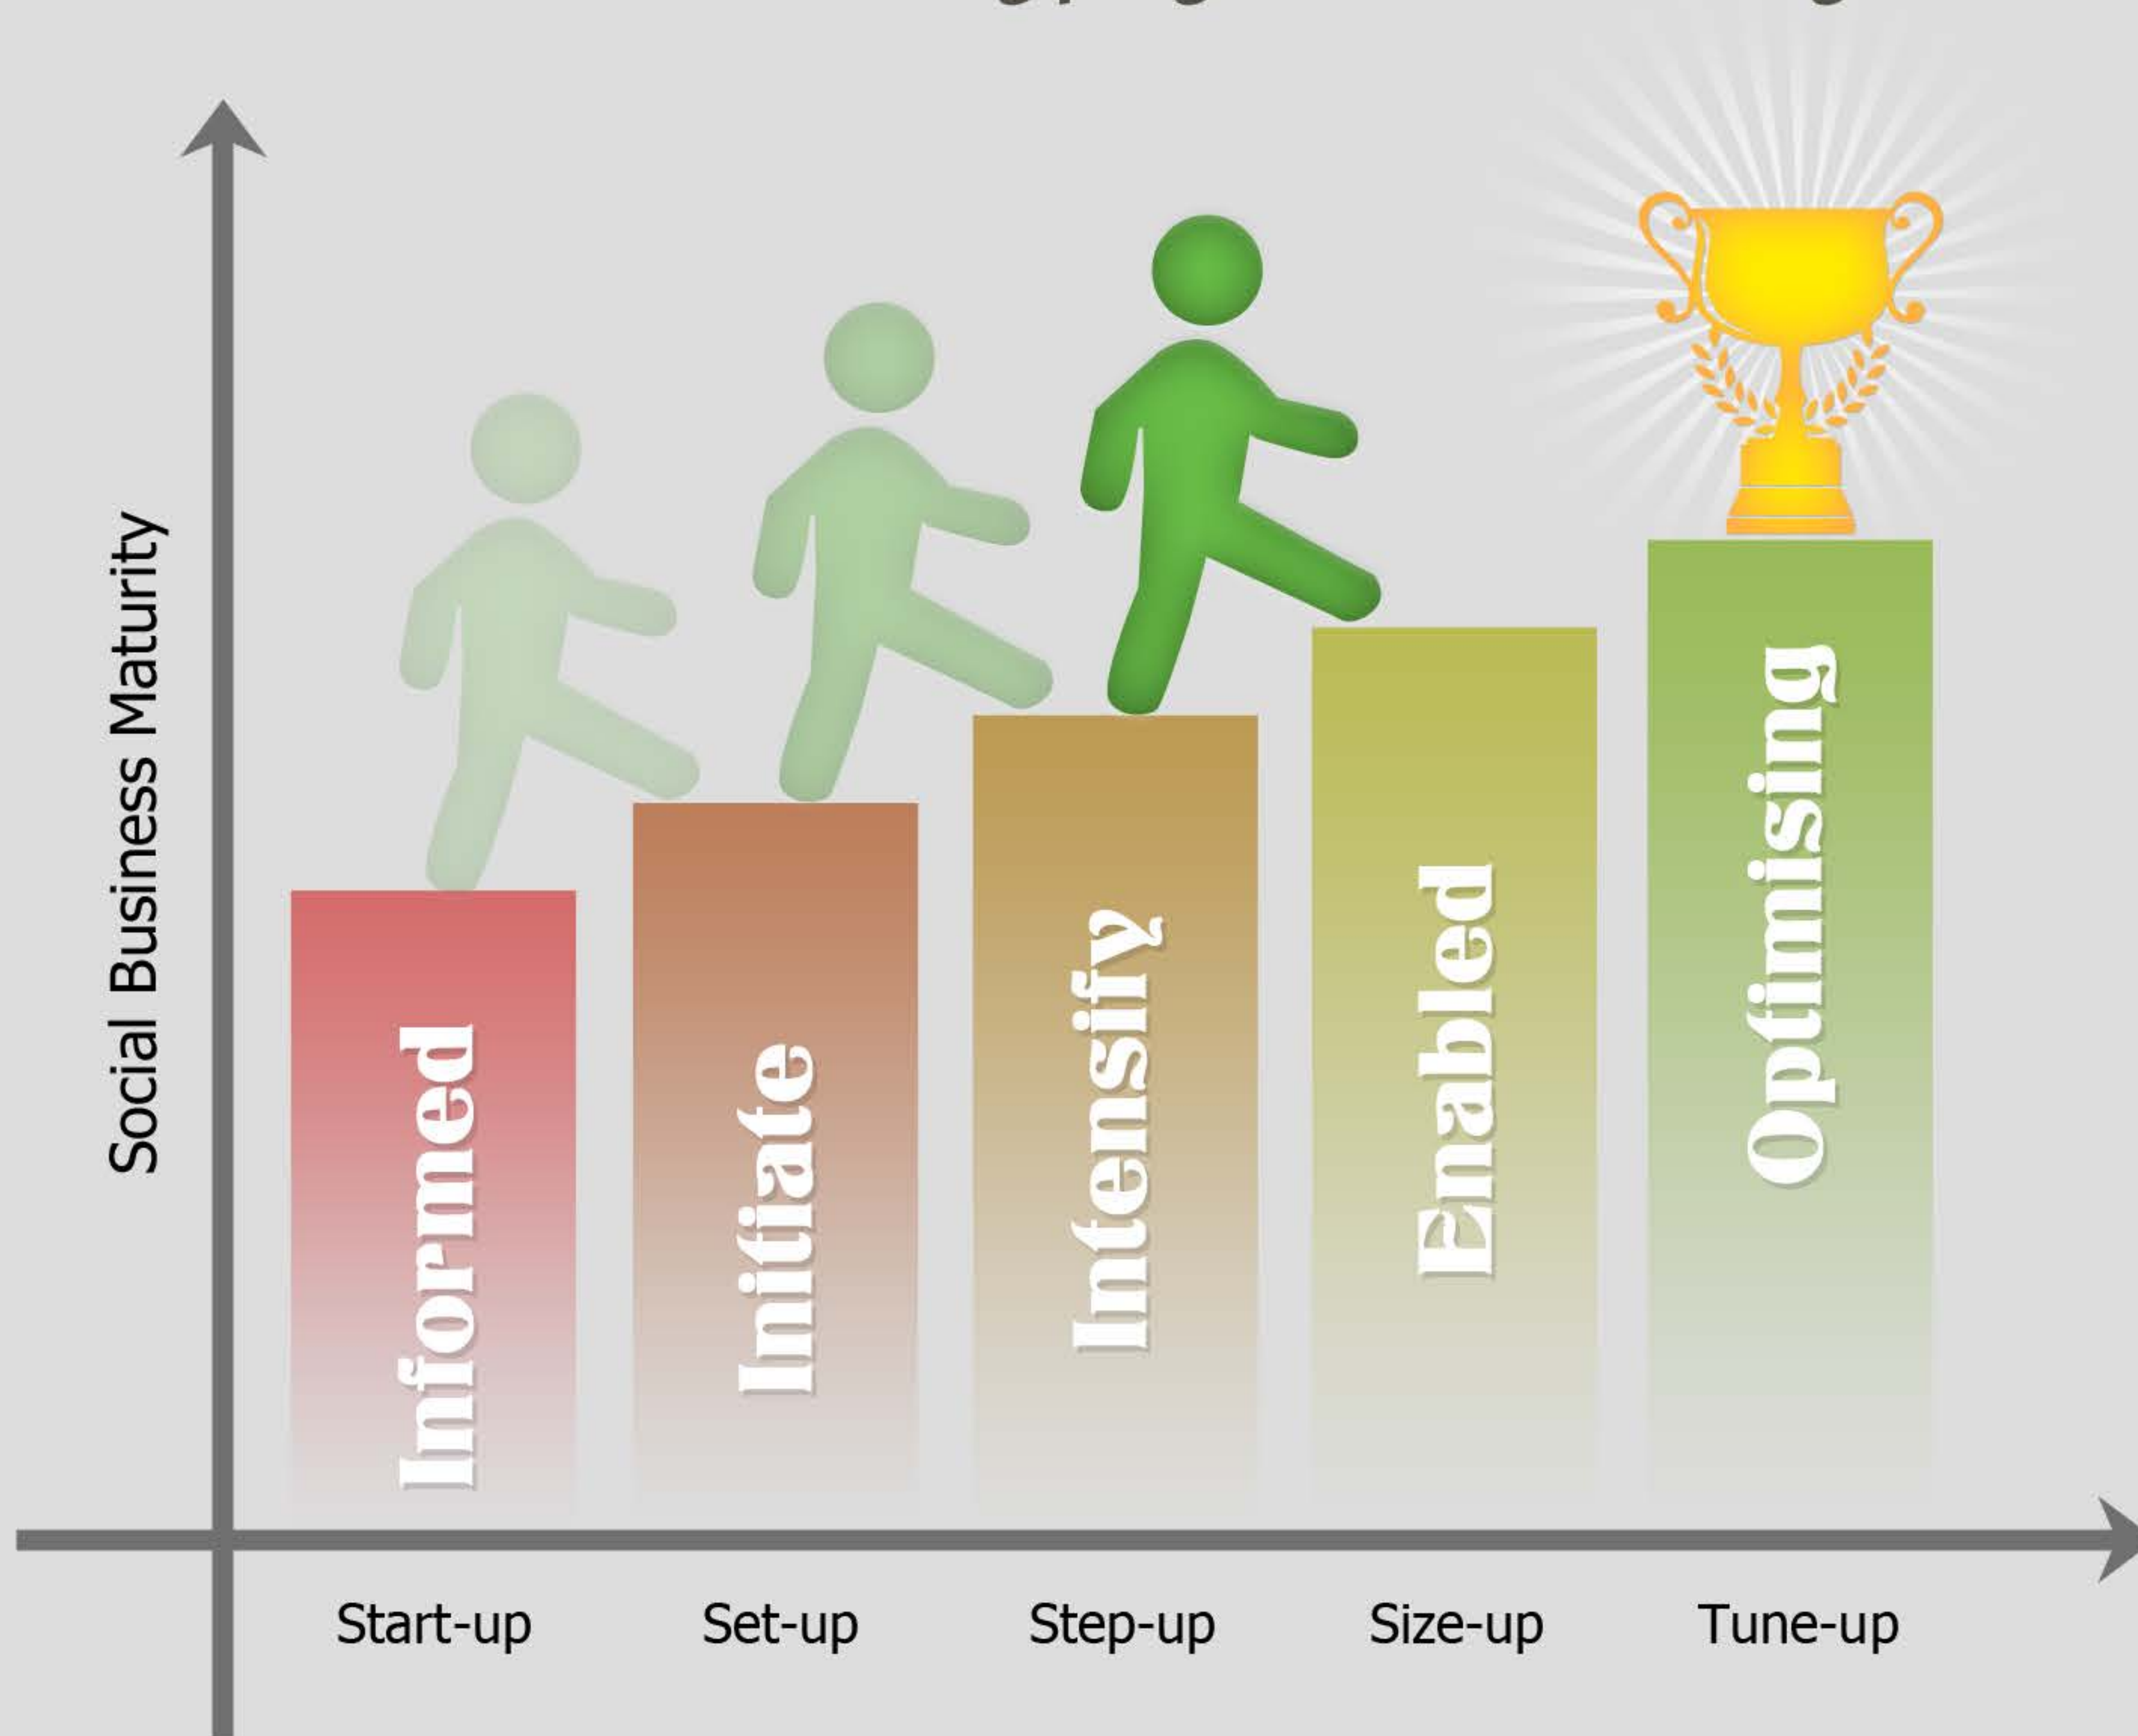 Social Business Maturity
Informed
Initiate
Intensify
Enabled
Optimising
Start-up
Set-up
Step-up
Size-up
Tune-up